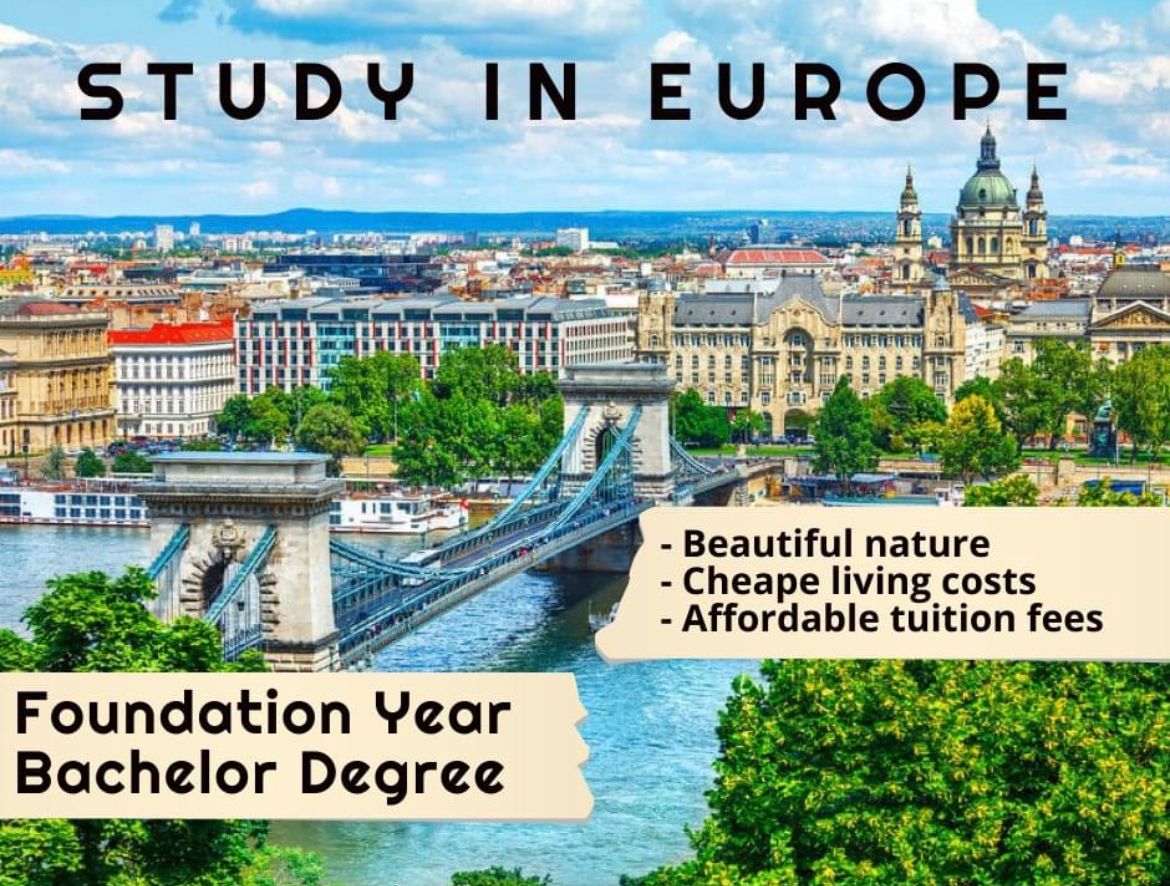 STUDY IN EUROPE
- Beautiful nature
- Cheape living costs
- Affordable tuition fees
Foundation Year
Bachelor Degree